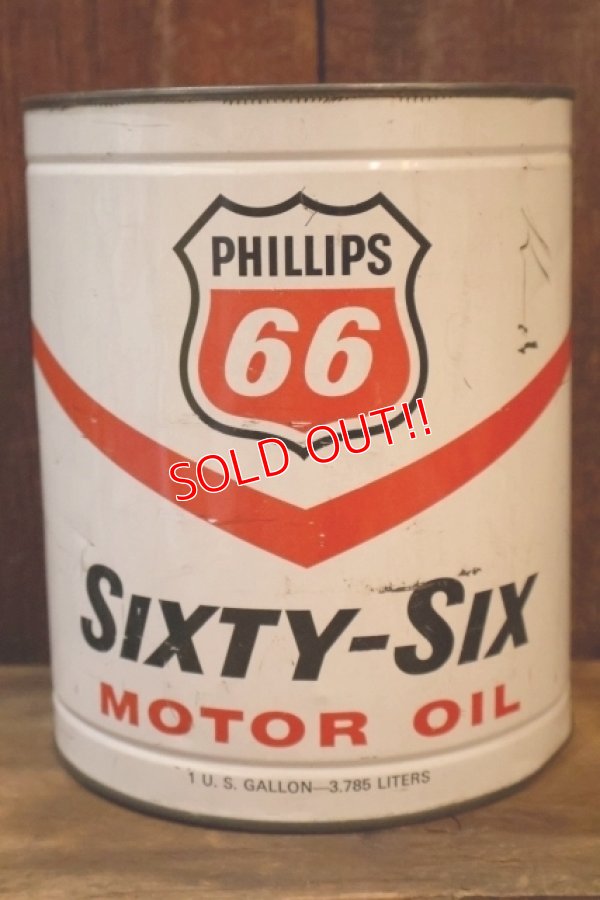 PHILLIPS
66
SOLD OUT!!
SIXTY-SIX
MOTOR OIL
1 U. S. GALLON—3.785 LITERS